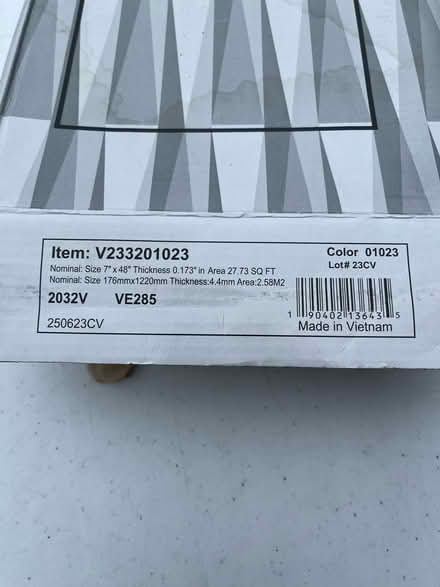 Item: V233201023
Color 01023
Nominal: Size 7" x 48" Thickness 0.173" in Area 27.73 SQ FT
Lot# 23CV
Nominal: Size 176mmx1220mm Thickness:4.4mm Area:2.58M2
2032V VE285
1 90402 13643 5
250623CV
Made in Vietnam